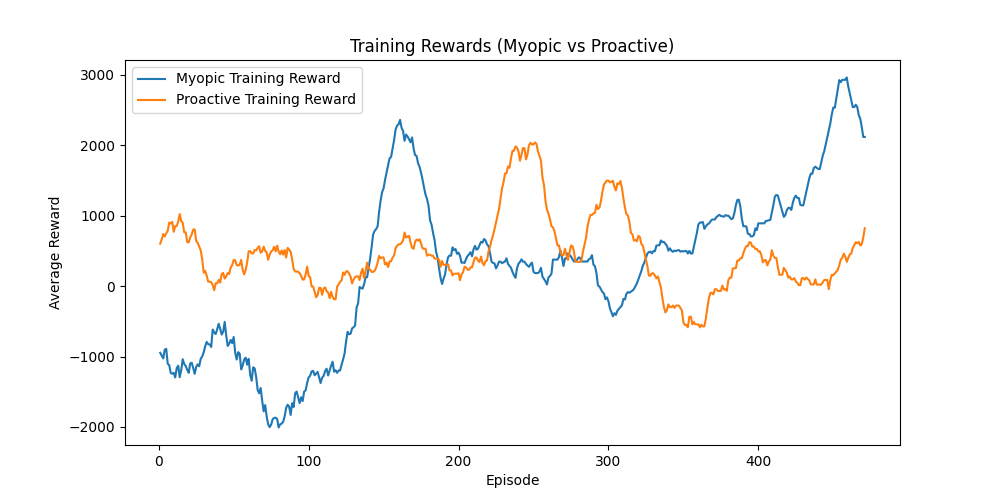 Training Rewards (Myopic vs Proactive)
Myopic Training Reward
Proactive Training Reward
Average Reward
3000
2000
1000
0
−1000
−2000
0 100 200 300 400
Episode